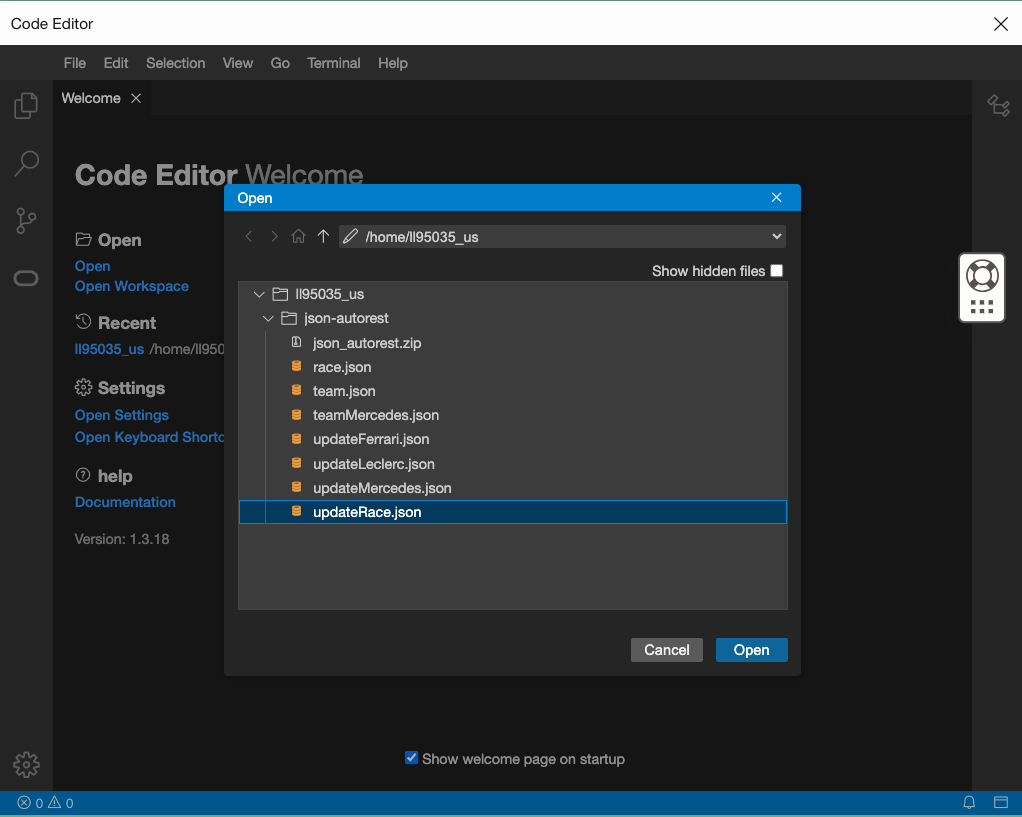 Code Editor
File Edit Selection View Go Terminal Help
Welcome
Code Editor Welcome
Open
Open
Open Workspace
Recent
ll95035_us /home/ll950
Settings
Open Settings
Open Keyboard Shortc
help
Documentation
Version: 1.3.18
Open
/home/ll95035_us
Show hidden files
ll95035_us
json-autorest
json_autorest.zip
race.json
team.json
teamMercedes.json
updateFerrari.json
updateLeclerc.json
updateMercedes.json
updateRace.json
Cancel Open
Show welcome page on startup
0 0